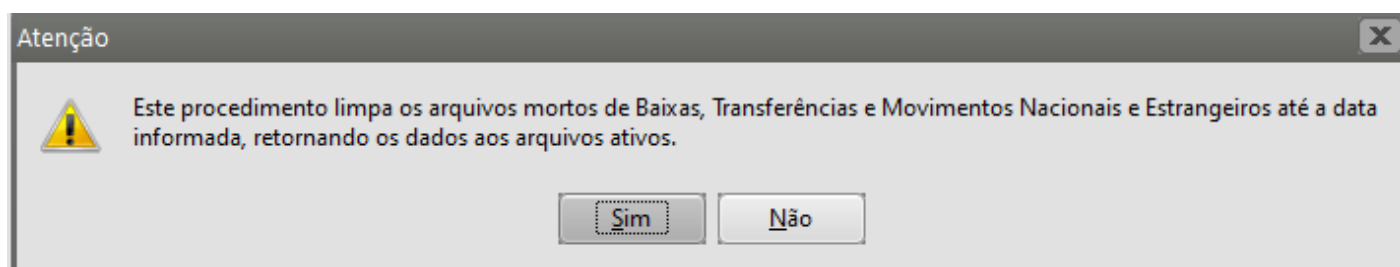 Atenção
Este procedimento limpa os arquivos mortos de Baixas, Transferências e Movimentos Nacionais e Estrangeiros até a data
informada, retornando os dados aos arquivos ativos.
Sim
Não